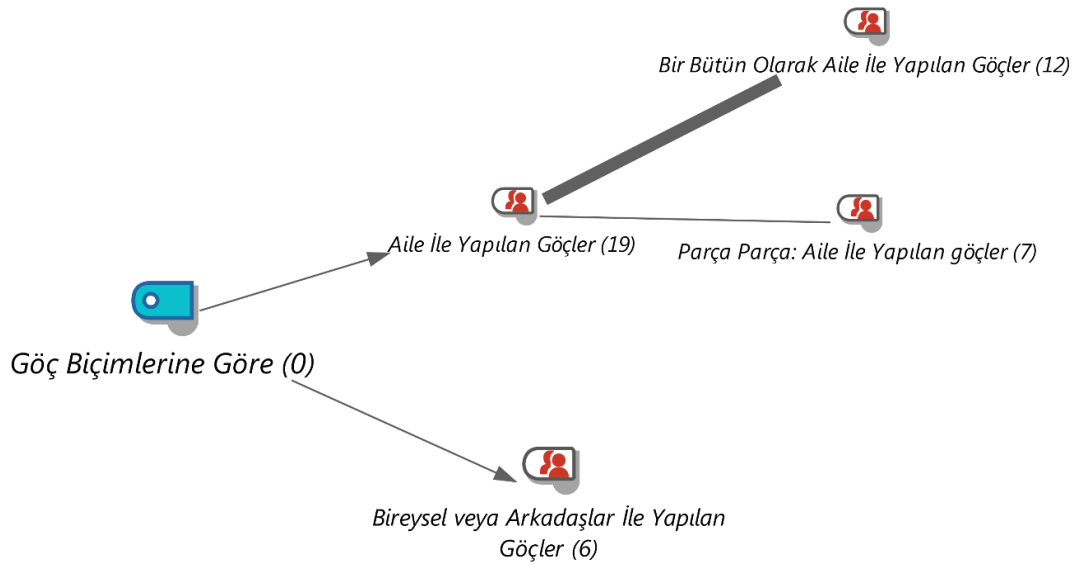 Bir Bütün Olarak Aile İle Yapılan Göçler (12)
Aile İle Yapılan Göçler (19)
Parça Parça: Aile İle Yapılan göçler (7)
Göç Biçimlerine Göre (0)
Bireysel veya Arkadaşlar İle Yapılan
Göçler (6)